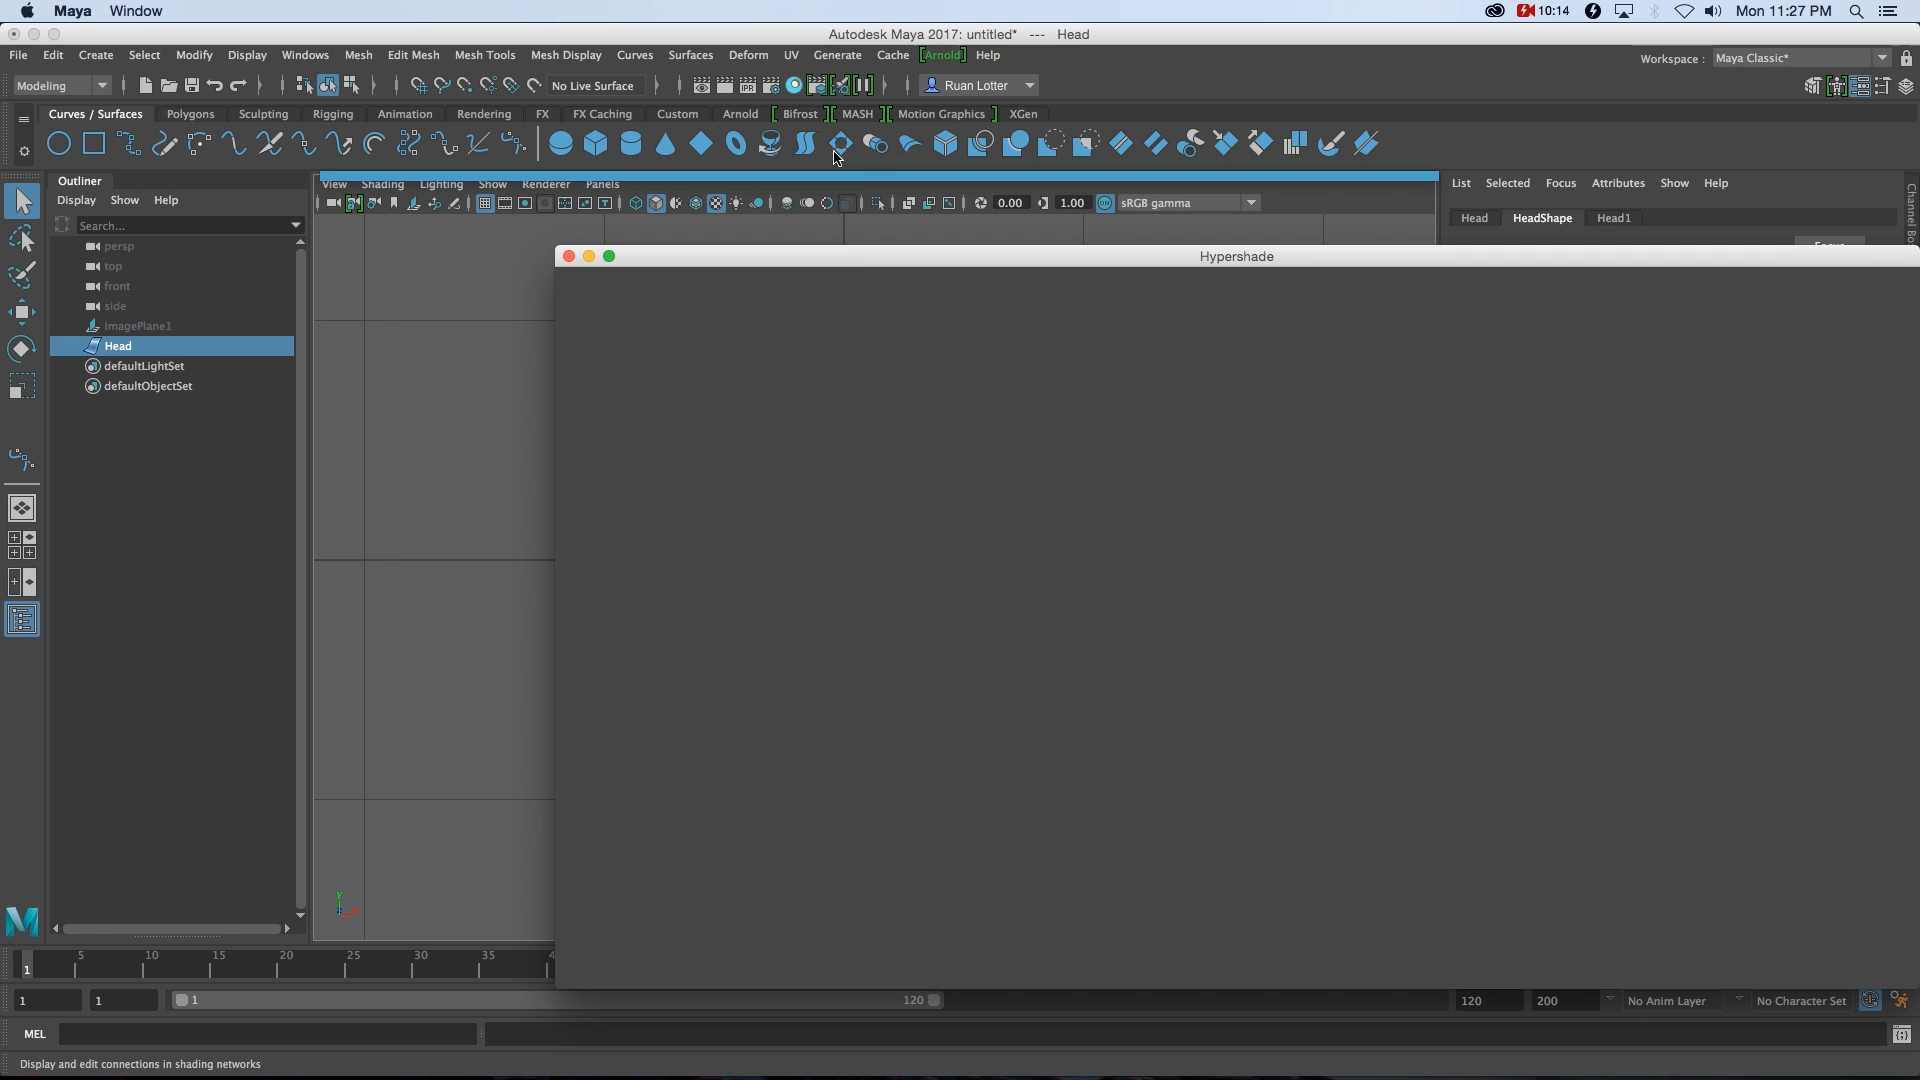 Maya Window 10:14 Mon 11:27 PM
Autodesk Maya 2017: untitled* --- Head
File Edit Create Select Modify Display Windows Mesh Edit Mesh Mesh Tools Mesh Display Curves Surfaces Deform UV Generate Cache [Arnold] Help Workspace : Maya Classic*
Modeling No Live Surface IPR Ruan Lotter
Curves / Surfaces Polygons Sculpting Rigging Animation Rendering FX FX Caching Custom Arnold [ Bifrost ] [ MASH ] [ Motion Graphics ] XGen
Outliner
View Shading Lighting Show Renderer Panels
List Selected Focus Attributes Show Help
Display Show Help
0.00 1.00 ON sRGB gamma
Search...
Head HeadShape Head1
persp
Hypershade
top
front
side
imagePlane1
Head
defaultLightSet
defaultObjectSet
y
1 5 10 15 20 25 30 35
1 1 1 120 120 200 No Anim Layer No Character Set
MEL
Display and edit connections in shading networks